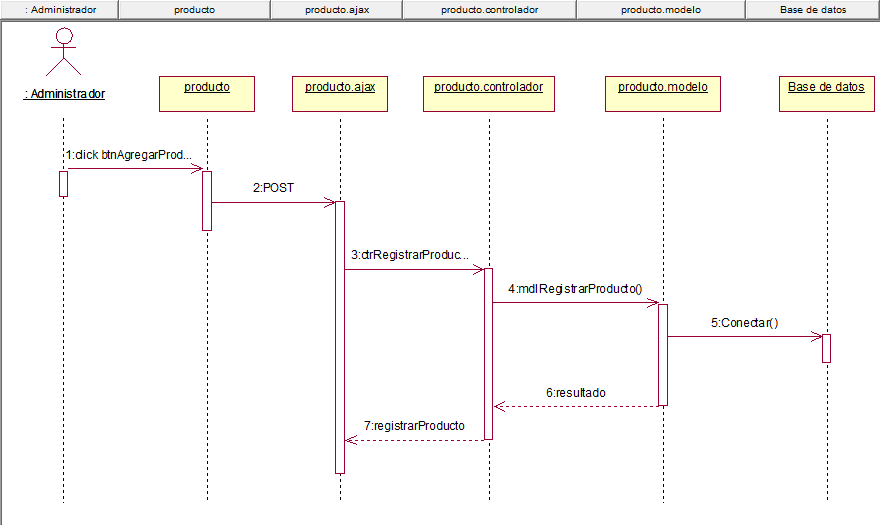 : Administrador
producto
producto.ajax
producto.controlador
producto.modelo
Base de datos
: Administrador
producto
producto.ajax
producto.controlador
producto.modelo
Base de datos
1:click btnAgregarProd...
2:POST
3:ctrRegistrarProduc...
4:mdlRegistrarProducto()
5:Conectar()
6:resultado
7:registrarProducto